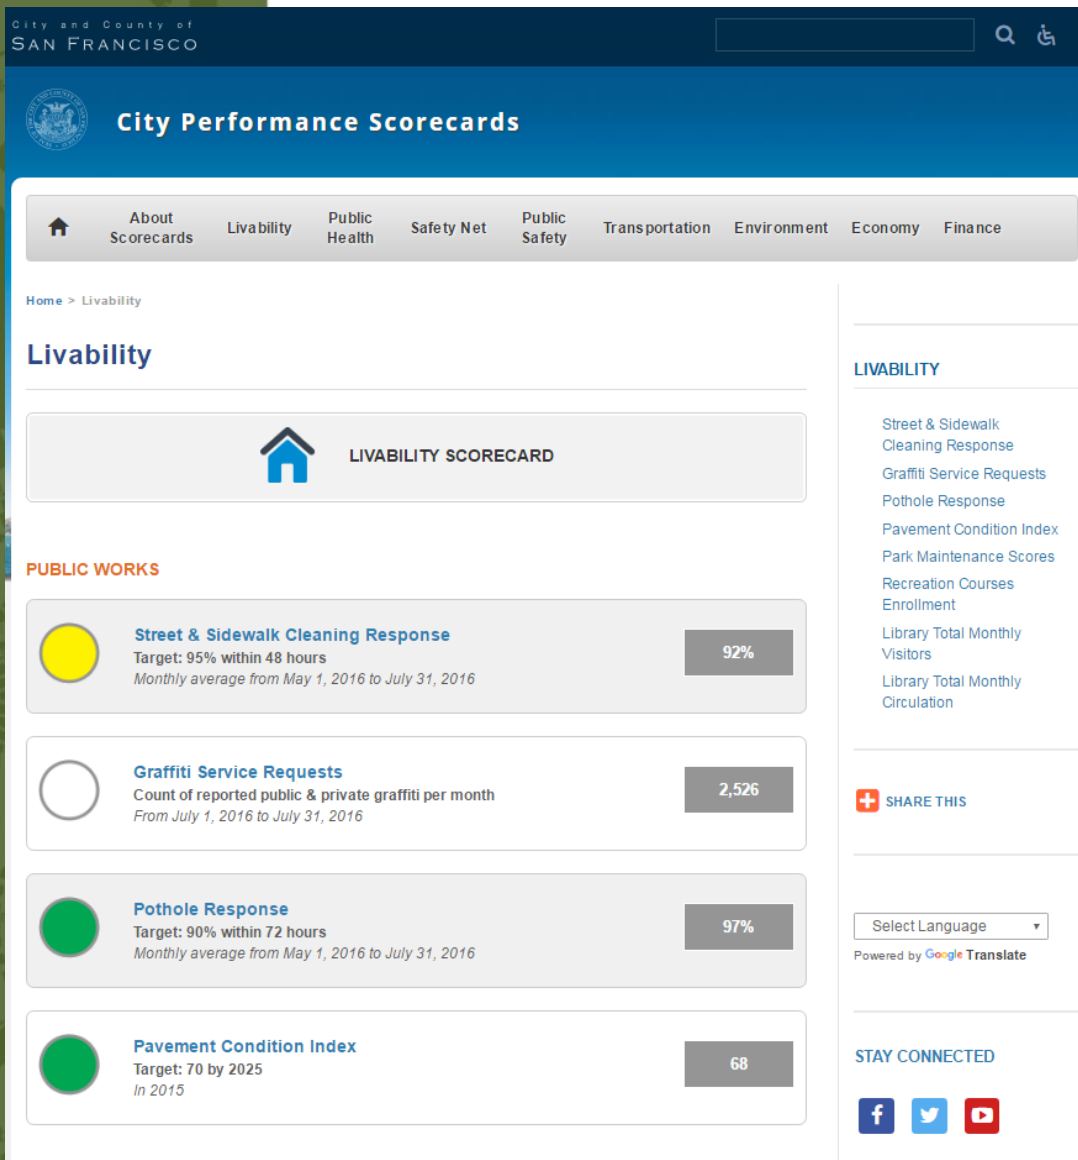 City and County of
SAN FRANCISCO
City Performance Scorecards
About Scorecards
Livability
Public Health
Safety Net
Public Safety
Transportation
Environment
Economy
Finance
Home > Livability
Livability
LIVABILITY SCORECARD
PUBLIC WORKS
Street & Sidewalk Cleaning Response
Target: 95% within 48 hours
Monthly average from May 1, 2016 to July 31, 2016
92%
Graffiti Service Requests
Count of reported public & private graffiti per month
From July 1, 2016 to July 31, 2016
2,526
Pothole Response
Target: 90% within 72 hours
Monthly average from May 1, 2016 to July 31, 2016
97%
Pavement Condition Index
Target: 70 by 2025
In 2015
68
LIVABILITY
Street & Sidewalk
Cleaning Response
Graffiti Service Requests
Pothole Response
Pavement Condition Index
Park Maintenance Scores
Recreation Courses
Enrollment
Library Total Monthly
Visitors
Library Total Monthly
Circulation
SHARE THIS
Select Language
Powered by Google Translate
STAY CONNECTED